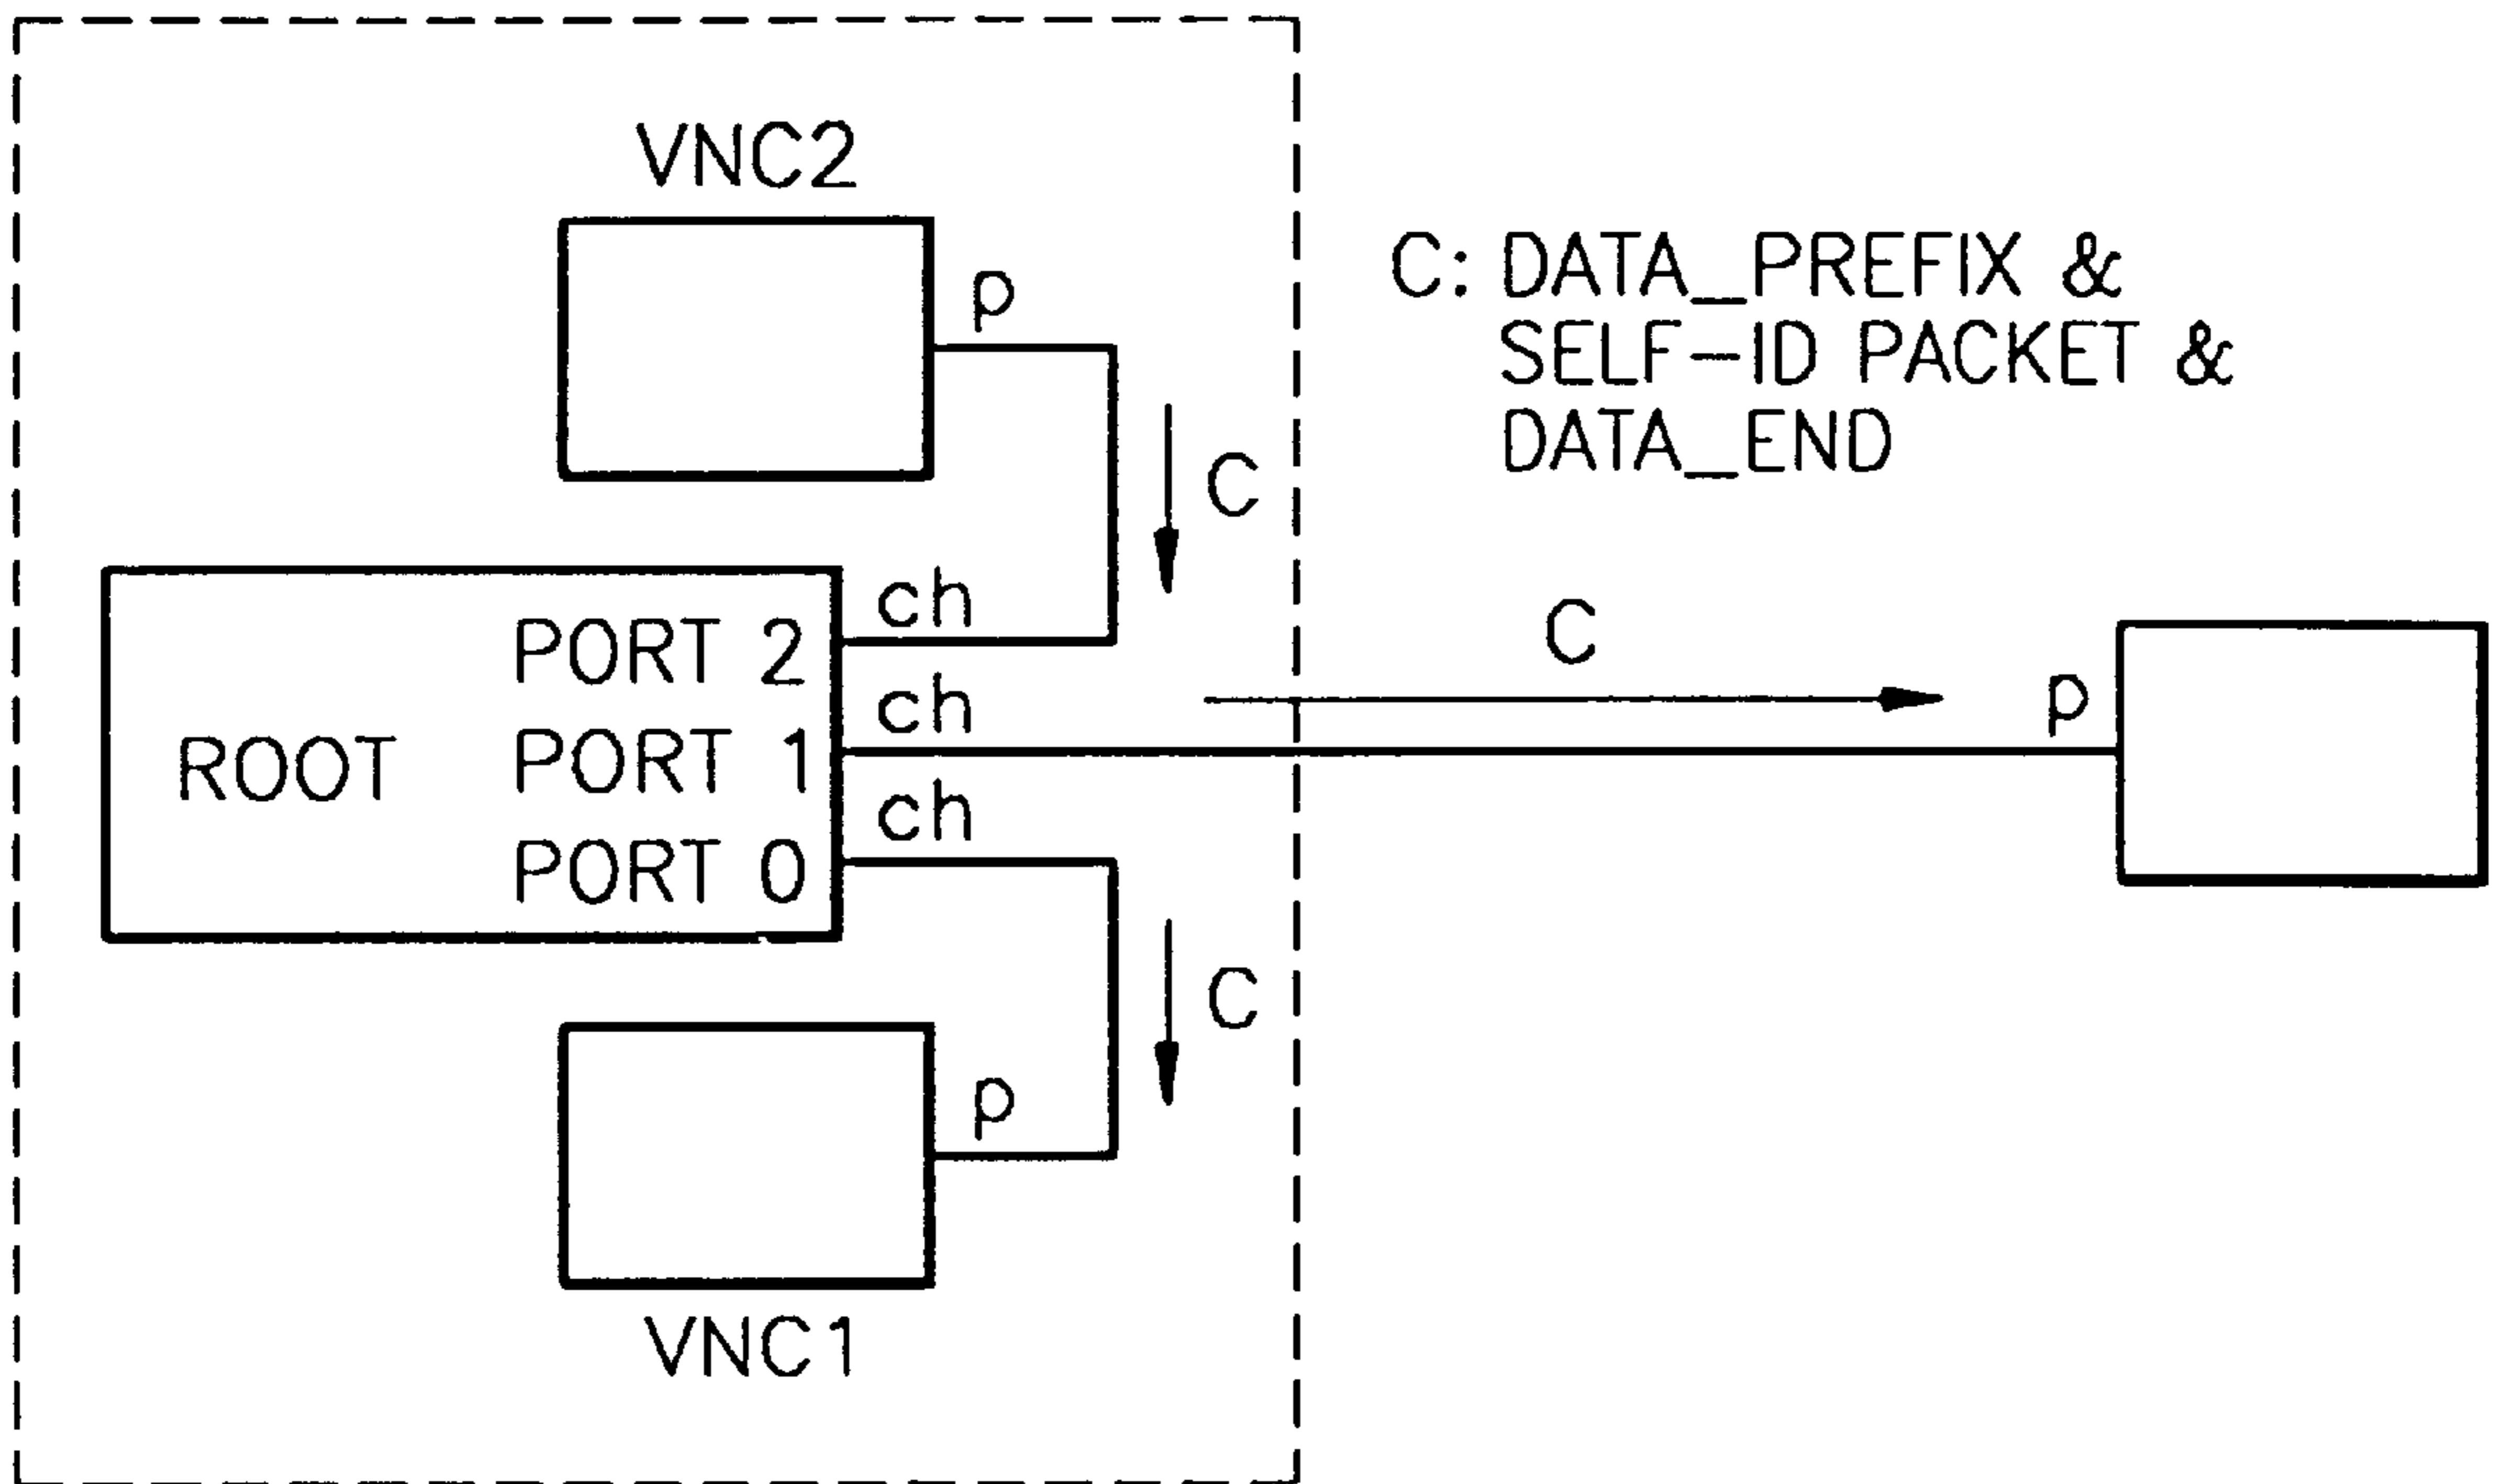 VNC2
p
C: DATA_PREFIX &
SELF-ID PACKET &
DATA_END
C
ch
PORT 2
C
ch
p
ROOT
PORT 1
ch
PORT 0
C
p
VNC1